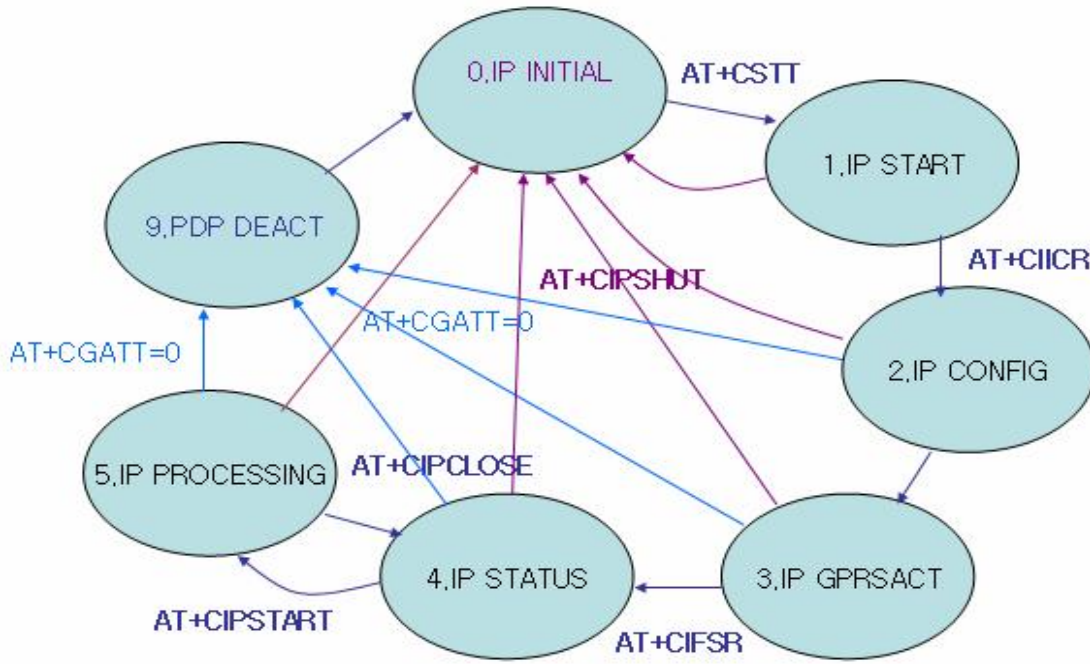 0,IP INITIAL
AT+CSTT
1,IP START
9,PDP DEACT
AT+CIICR
AT+CIPSHUT
AT+CGATT=0
AT+CGATT=0
2,IP CONFIG
5,IP PROCESSING
AT+CIPCLOSE
4,IP STATUS
3,IP GPRSACT
AT+CIPSTART
AT+CIFSR